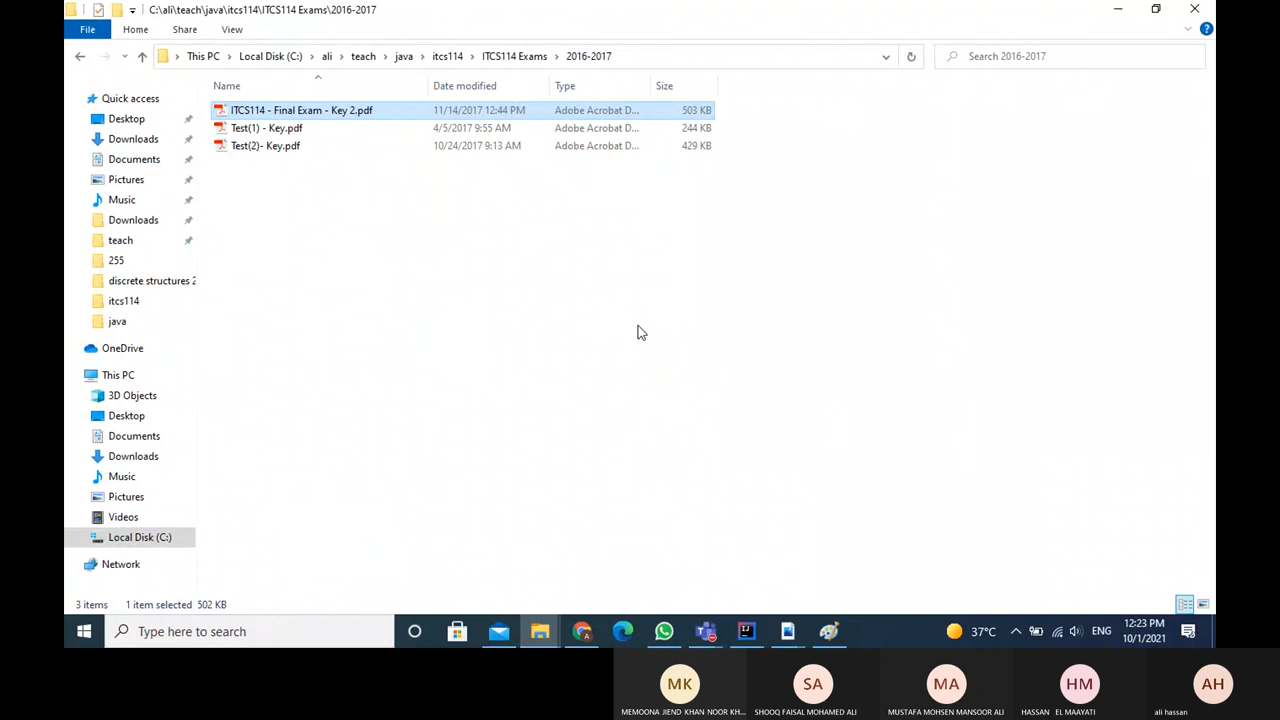 C:\ali\teach\java\itcs114\ITCS114 Exams\2016-2017
File Home Share View
This PC Local Disk (C:) ali teach java itcs114 ITCS114 Exams 2016-2017
Search 2016-2017
Name Date modified Type Size
ITCS114 - Final Exam - Key 2.pdf 11/14/2017 12:44 PM Adobe Acrobat D... 503 KB
Test(1) - Key.pdf 4/5/2017 9:55 AM Adobe Acrobat D... 244 KB
Test(2)- Key.pdf 10/24/2017 9:13 AM Adobe Acrobat D... 429 KB
Quick access
Desktop
Downloads
Documents
Pictures
Music
Downloads
teach
255
discrete structures 2
itcs114
java
OneDrive
This PC
3D Objects
Desktop
Documents
Downloads
Music
Pictures
Videos
Local Disk (C:)
Network
3 items 1 item selected 502 KB
Type here to search
37°C ENG
12:23 PM
10/1/2021
MK SA MA HM AH
MEMOONA JIEND KHAN NOOR KH... SHOOQ FAISAL MOHAMED ALI MUSTAFA MOHSEN MANSOOR ALI HASSAN EL MAAYATI ali hassan